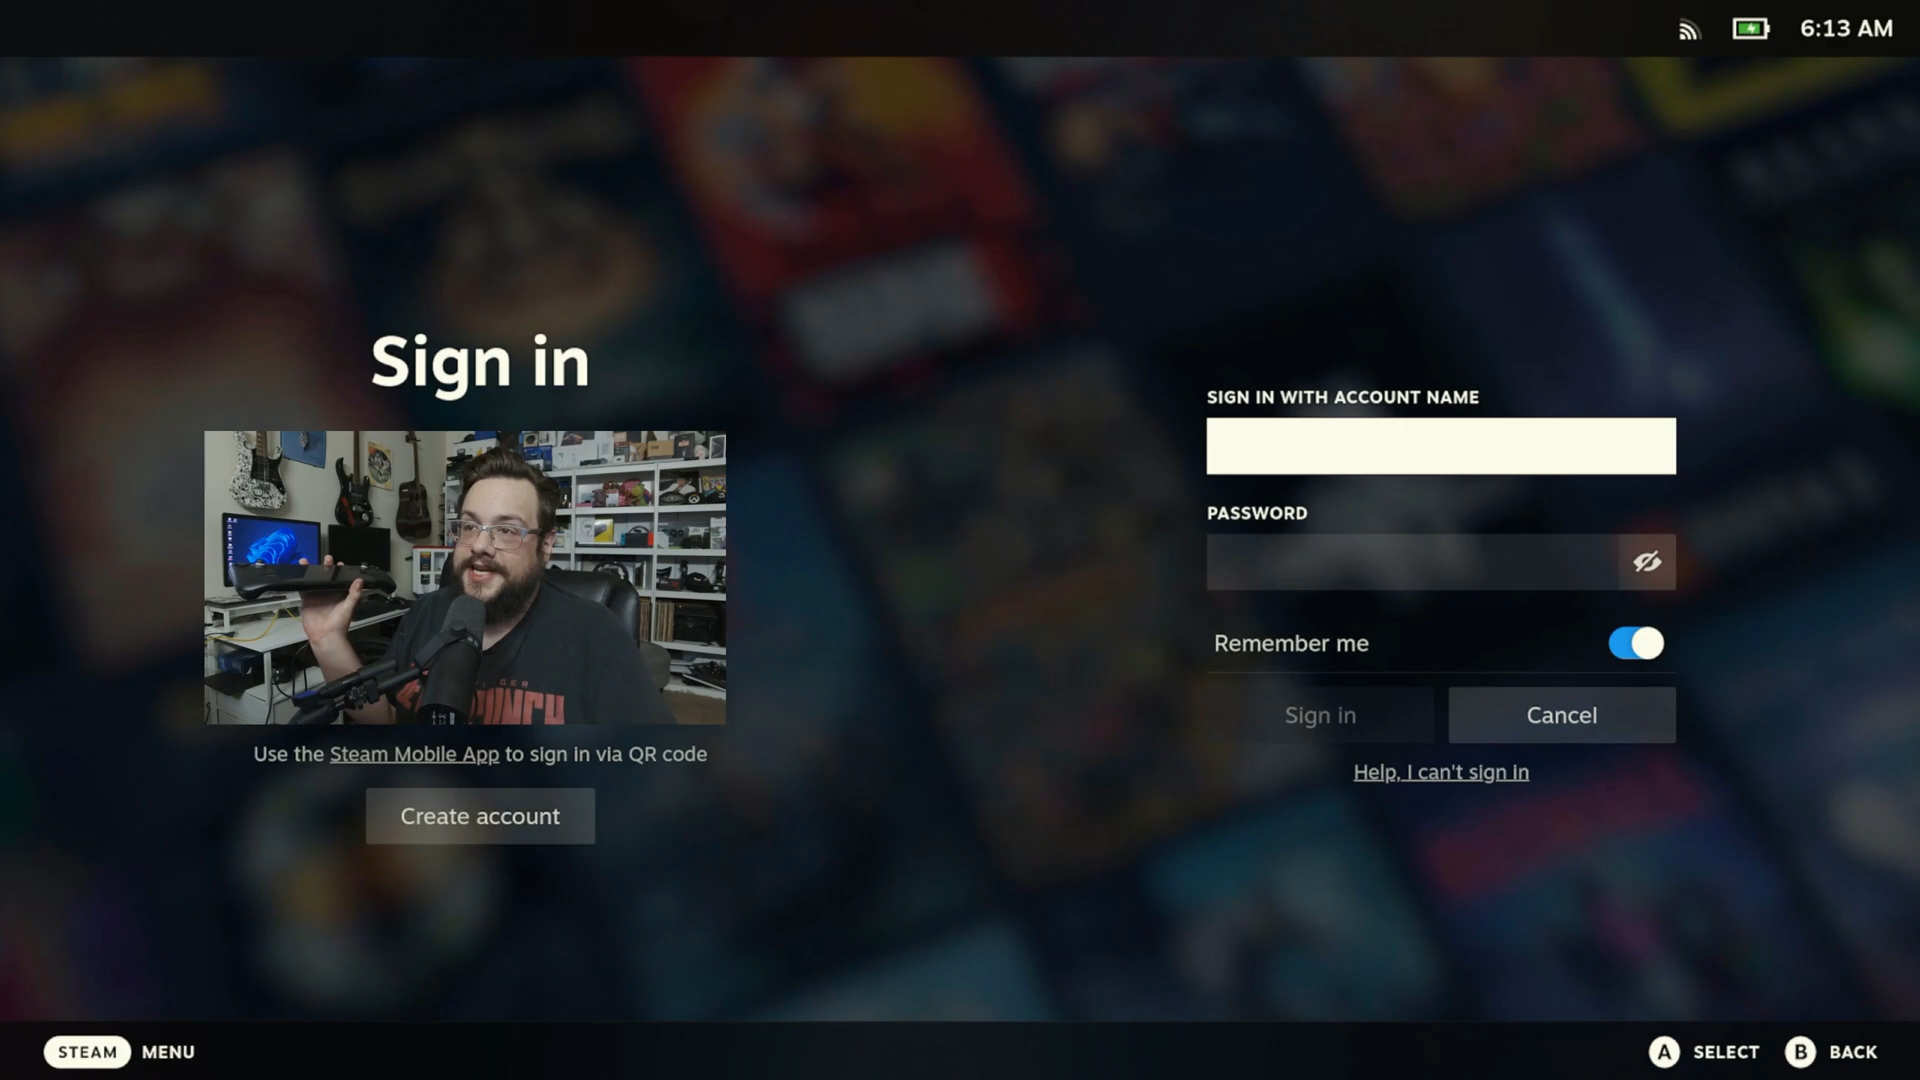 6:13 AM
Sign in
SIGN IN WITH ACCOUNT NAME
PASSWORD
Remember me
Sign in
Cancel
Help, I can't sign in
Use the Steam Mobile App to sign in via QR code
Create account
STEAM MENU
A SELECT B BACK